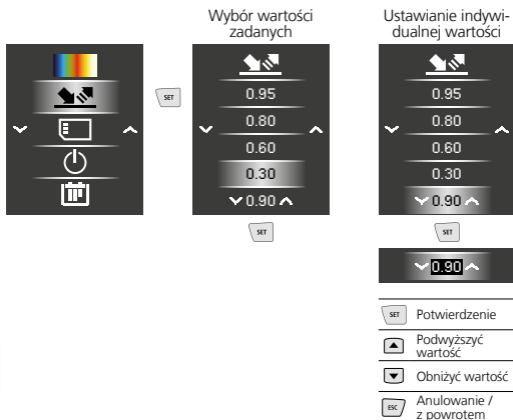 Wybór wartości
zadanych
SET
0.95
0.80
0.60
0.30
0.90
SET
Ustawianie indywi-
dualnej wartości
0.95
0.80
0.60
0.30
0.90
SET
0.90
SET Potwierdzenie
Podwyższyć
wartość
Obniżyć wartość
ESC Anulowanie /
z powrotem